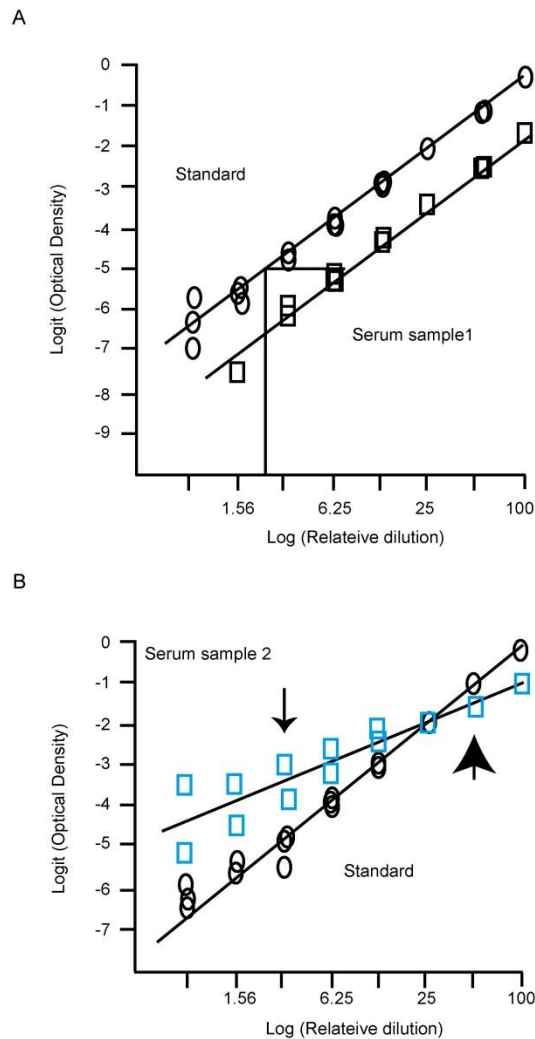 A
0
-1
-2
-3
-4
-5
-6
-7
-8
-9
Logit (Optical Density)
Standard
Serum sample1
1.56
6.25
25
100
Log (Relateive dilution)
B
0
-1
-2
-3
-4
-5
-6
-7
Logit (Optical Density)
Serum sample 2
Standard
1.56
6.25
25
100
Log (Relateive dilution)